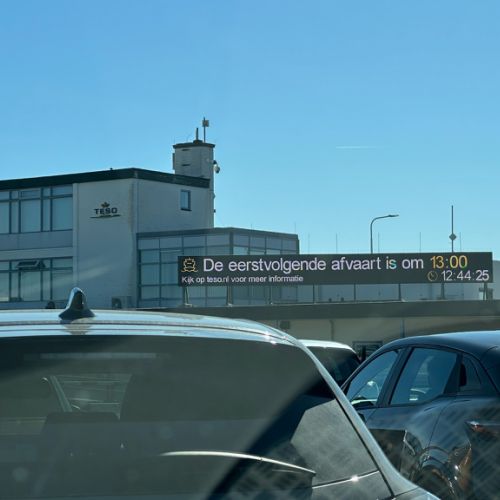 TESO
De eerstvolgende afvaart is om 13:00
Kijk op teso.nl voor meer informatie
12:44:25